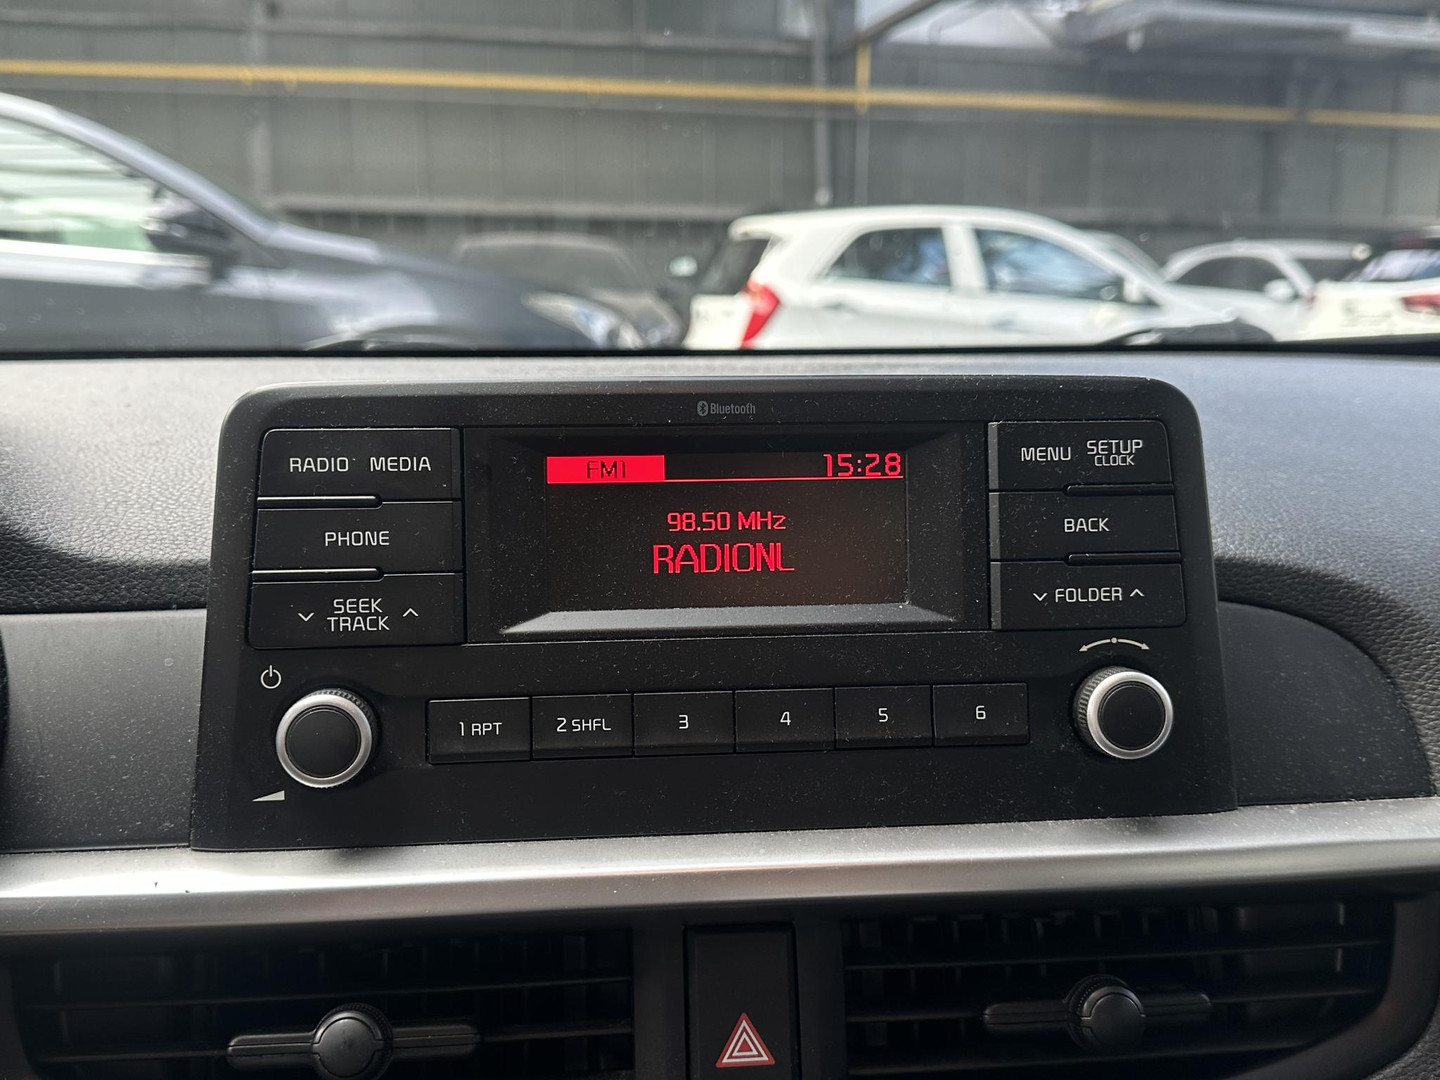 Bluetooth
RADIO MEDIA
PHONE
SEEK
TRACK
FM1 15:28
98.50 MHz
RADIONL
MENU SETUP
CLOCK
BACK
FOLDER
1 RPT 2 SHFL 3 4 5 6